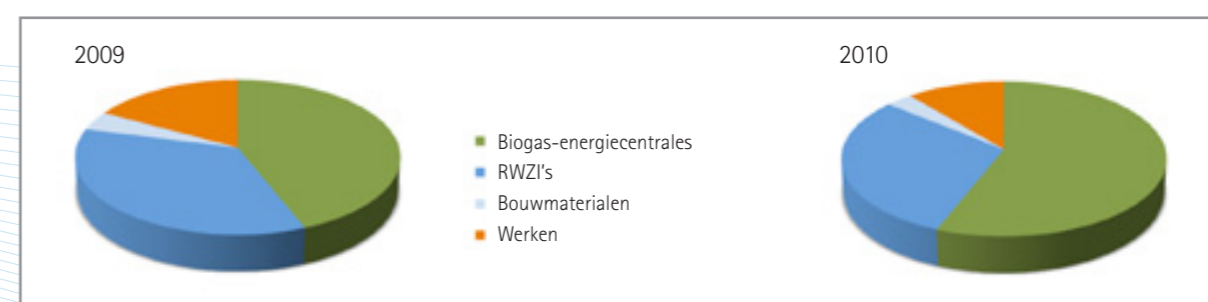 2009
2010
Biogas-energiecentrales
RWZI's
Bouwmaterialen
Werken